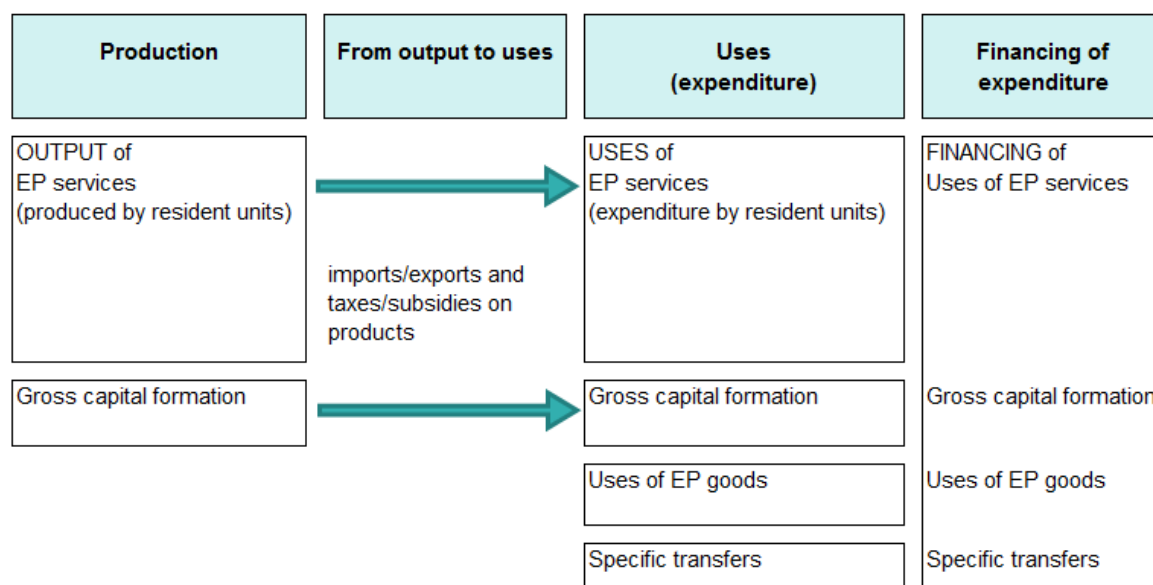 Production
From output to uses
Uses
(expenditure)
Financing of
expenditure
OUTPUT of
EP services
(produced by resident units)
imports/exports and
taxes/subsidies on
products
USES of
EP services
(expenditure by resident units)
FINANCING of
Uses of EP services
Gross capital formation
Gross capital formation
Gross capital formation
Uses of EP goods
Uses of EP goods
Specific transfers
Specific transfers